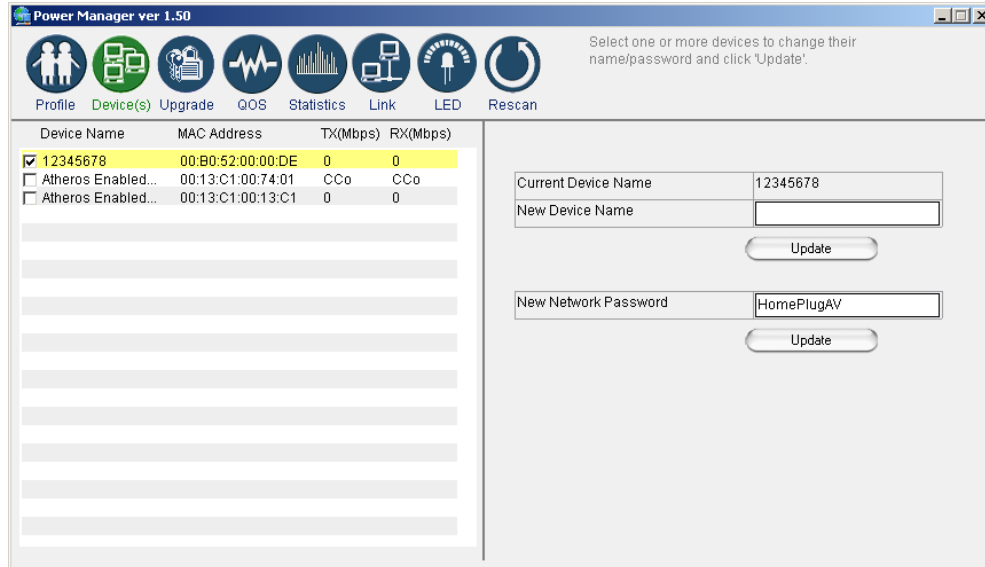 Power Manager ver 1.50
Select one or more devices to change their
name/password and click 'Update'.
Profile Device(s) Upgrade QOS Statistics Link LED Rescan
Device Name MAC Address TX(Mbps) RX(Mbps)
12345678 00:B0:52:00:00:DE 0 0
Atheros Enabled... 00:13:C1:00:74:01 CCo CCo
Atheros Enabled... 00:13:C1:00:13:C1 0 0
Current Device Name 12345678
New Device Name
Update
New Network Password HomePlugAV
Update